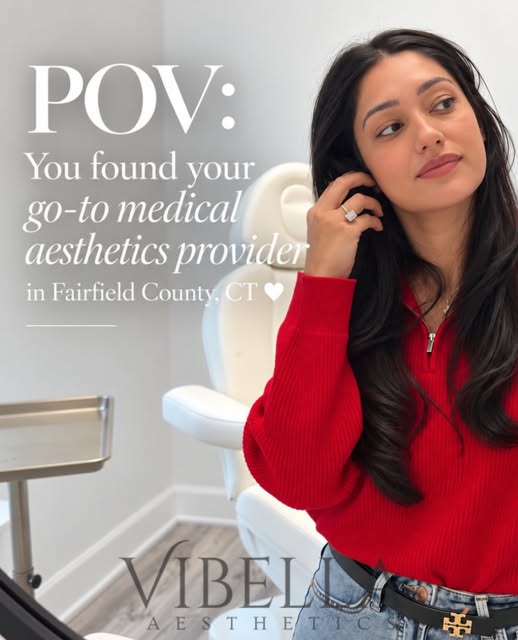 POV:
You found your
go-to medical
aesthetics provider
in Fairfield County, CT ♥
VIBELLA
AESTHETICS